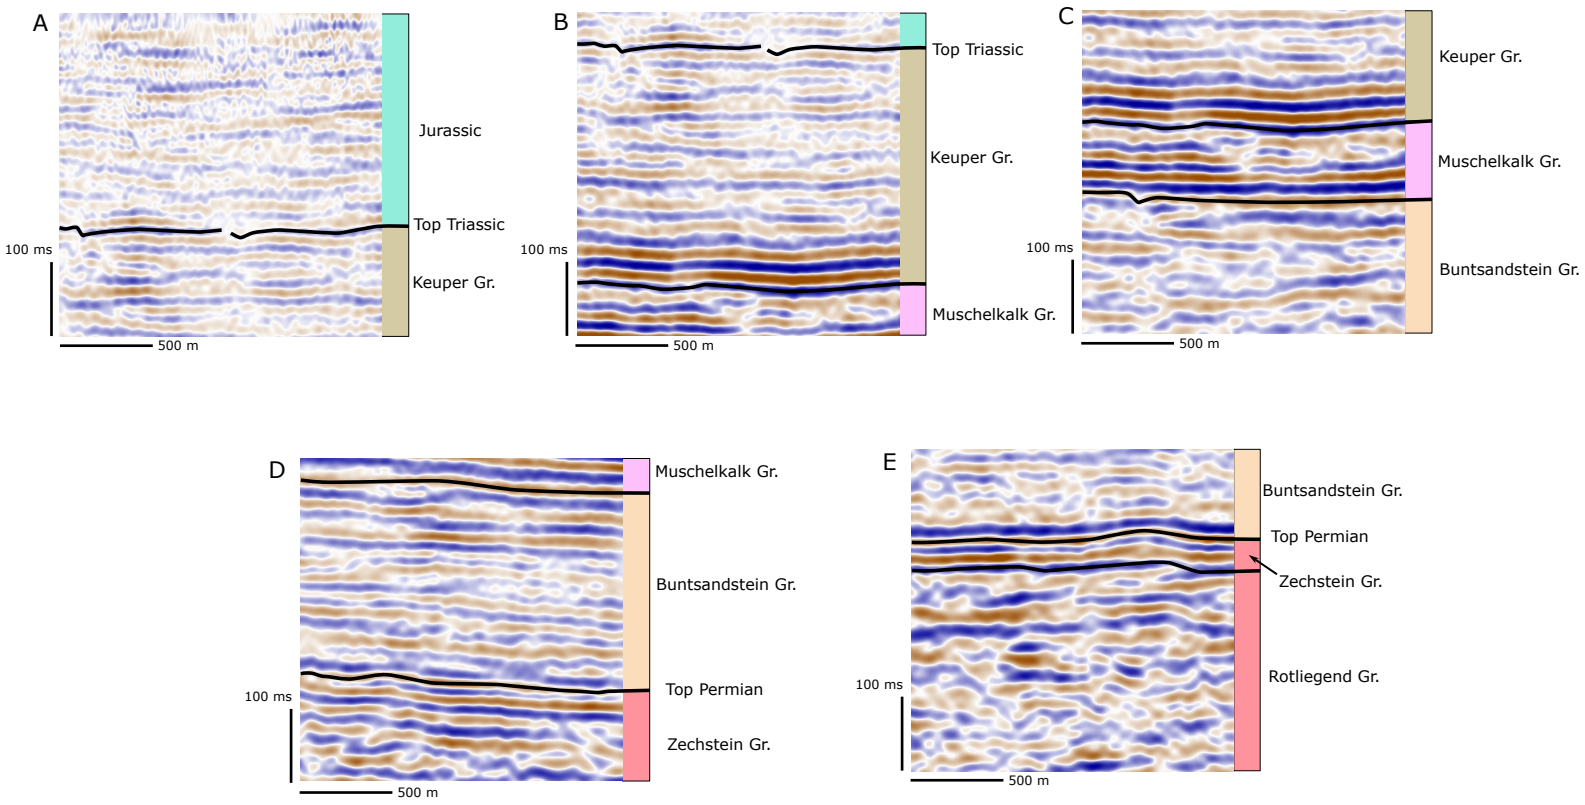 A
Jurassic
Top Triassic
100 ms
Keuper Gr.
500 m
B
Top Triassic
Keuper Gr.
100 ms
Muschelkalk Gr.
500 m
C
Keuper Gr.
Muschelkalk Gr.
100 ms
Buntsandstein Gr.
500 m
D
Muschelkalk Gr.
Buntsandstein Gr.
Top Permian
100 ms
Zechstein Gr.
500 m
E
Buntsandstein Gr.
Top Permian
Zechstein Gr.
Rotliegend Gr.
100 ms
500 m